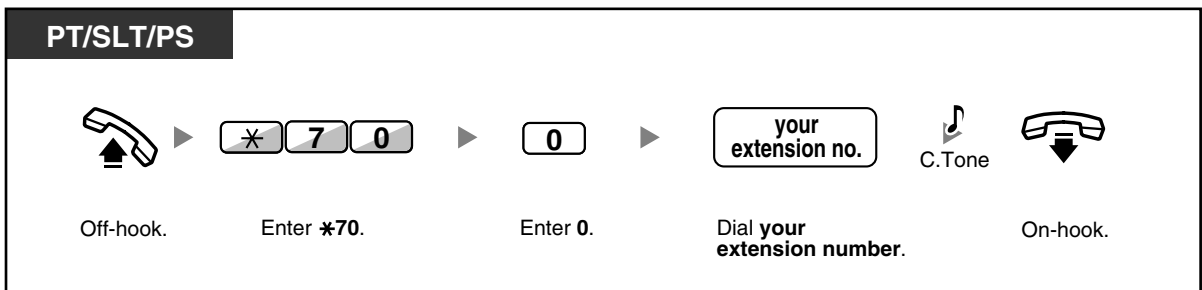 PT/SLT/PS
* 7 0
0
your
extension no.
C.Tone
Off-hook.
Enter *70.
Enter 0.
Dial your
extension number.
On-hook.